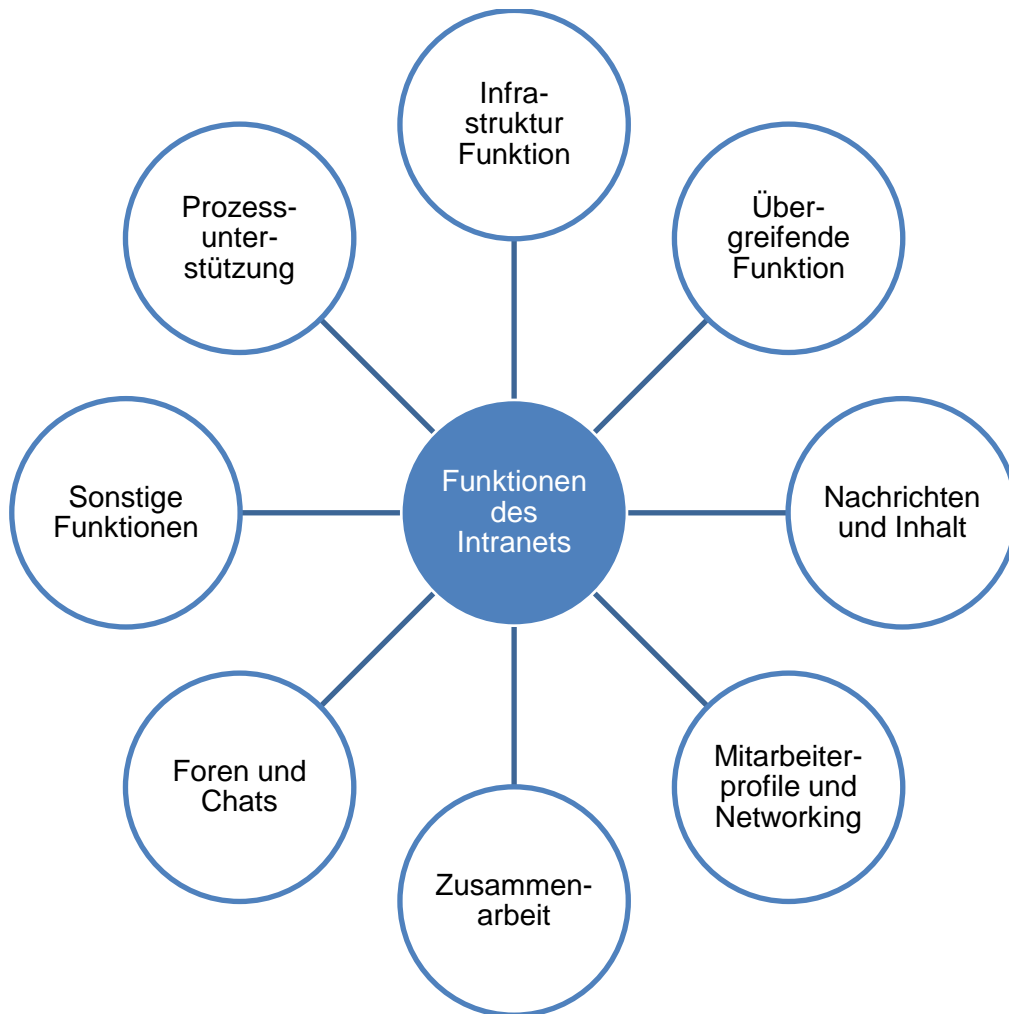 Infra-
struktur
Funktion
Prozess-
unter-
stützung
Über-
greifende
Funktion
Sonstige
Funktionen
Funktionen
des
Intranets
Nachrichten
und Inhalt
Foren und
Chats
Mitarbeiter-
profile und
Networking
Zusammen-
arbeit